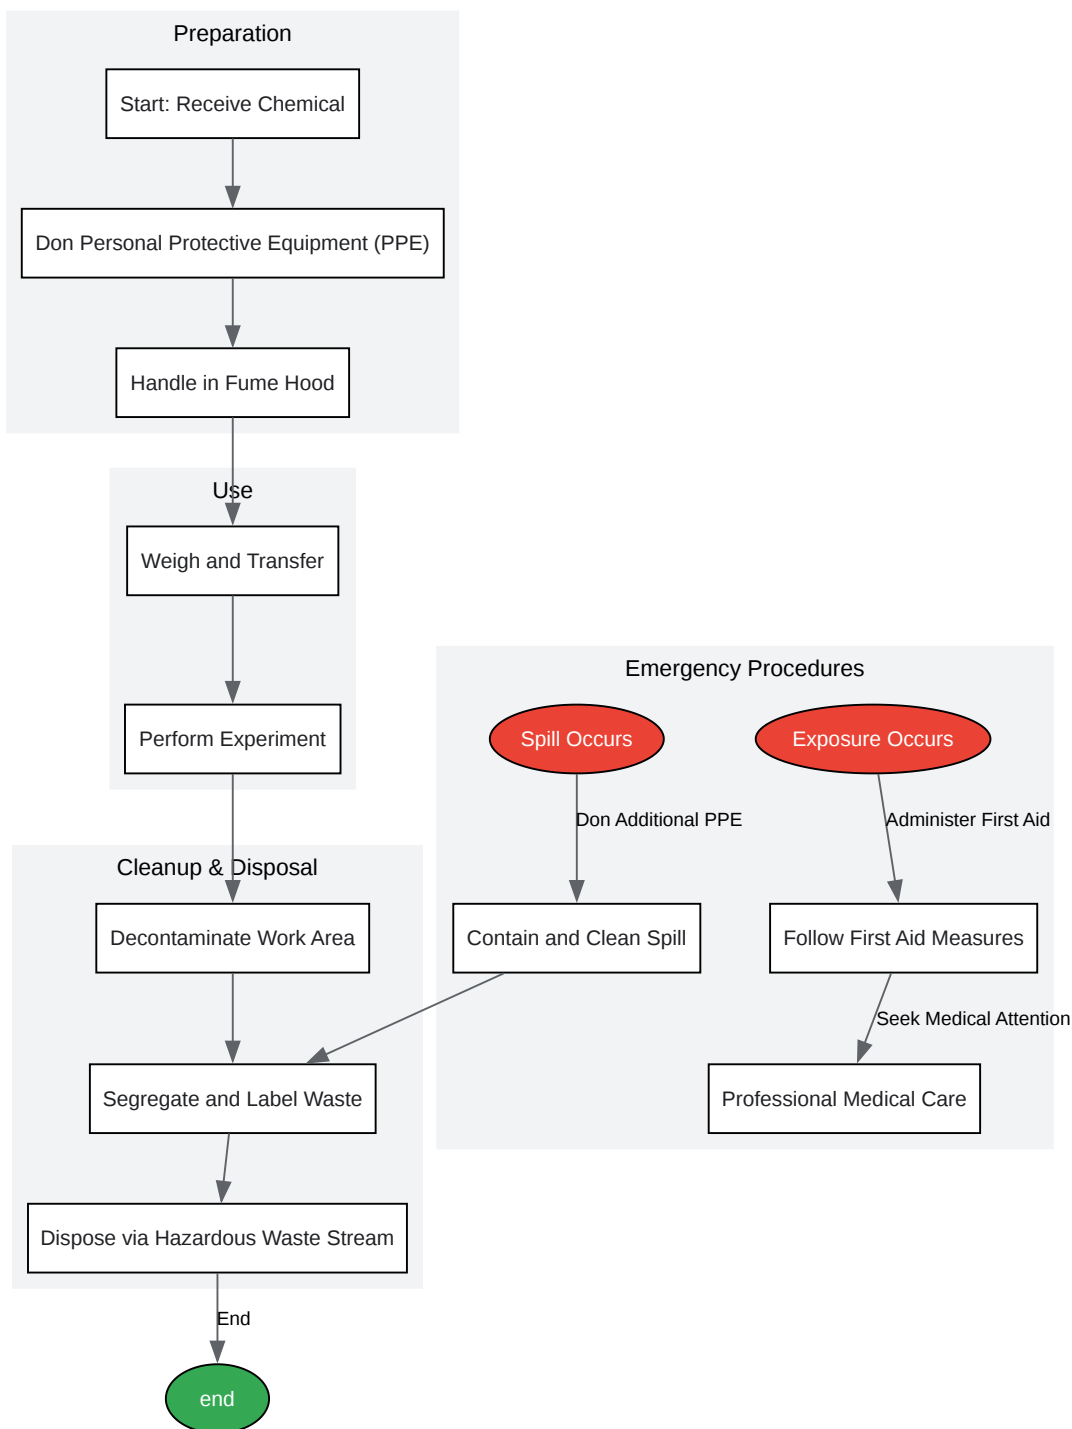 Preparation
Start: Receive Chemical
Don Personal Protective Equipment (PPE)
Handle in Fume Hood
Use
Weigh and Transfer
Perform Experiment
Emergency Procedures
Spill Occurs
Exposure Occurs
Don Additional PPE
Administer First Aid
Contain and Clean Spill
Follow First Aid Measures
Seek Medical Attention
Professional Medical Care
Cleanup & Disposal
Decontaminate Work Area
Segregate and Label Waste
Dispose via Hazardous Waste Stream
End
end